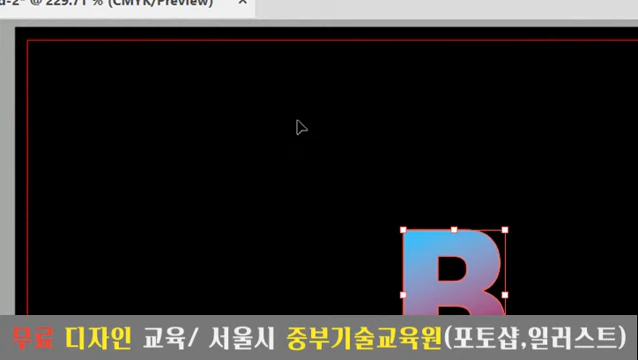 d-2* @ 229.71 % (CMYK/Preview) ×
B
무료 디자인 교육/ 서울시 중부기술교육원(포토샵,일러스트)